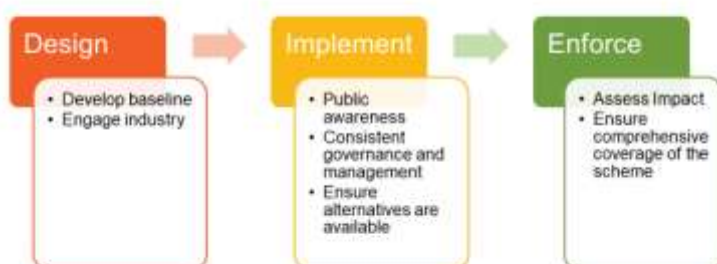 Design
• Develop baseline
• Engage industry
Implement
• Public
awareness
• Consistent
governance and
management
• Ensure
alternatives are
available
Enforce
• Assess Impact
• Ensure
comprehensive
coverage of the
scheme